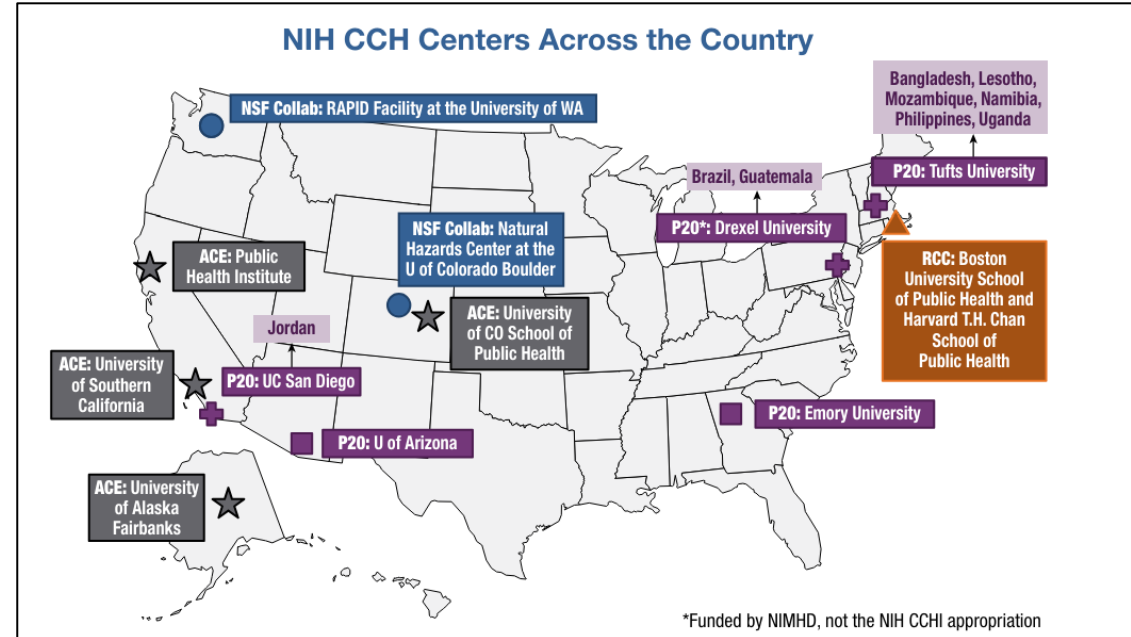 NIH CCH Centers Across the Country
NSF Collab: RAPID Facility at the University of WA
Bangladesh, Lesotho,
Mozambique, Namibia,
Philippines, Uganda
P20: Tufts University
Brazil, Guatemala
P20*: Drexel University
NSF Collab: Natural
Hazards Center at the
U of Colorado Boulder
ACE: Public
Health Institute
RCC: Boston
University School
of Public Health and
Harvard T.H. Chan
School of
Public Health
ACE: University
of CO School of
Public Health
Jordan
P20: UC San Diego
ACE: University
of Southern
California
P20: Emory University
P20: U of Arizona
ACE: University
of Alaska
Fairbanks
*Funded by NIMHD, not the NIH CCHI appropriation